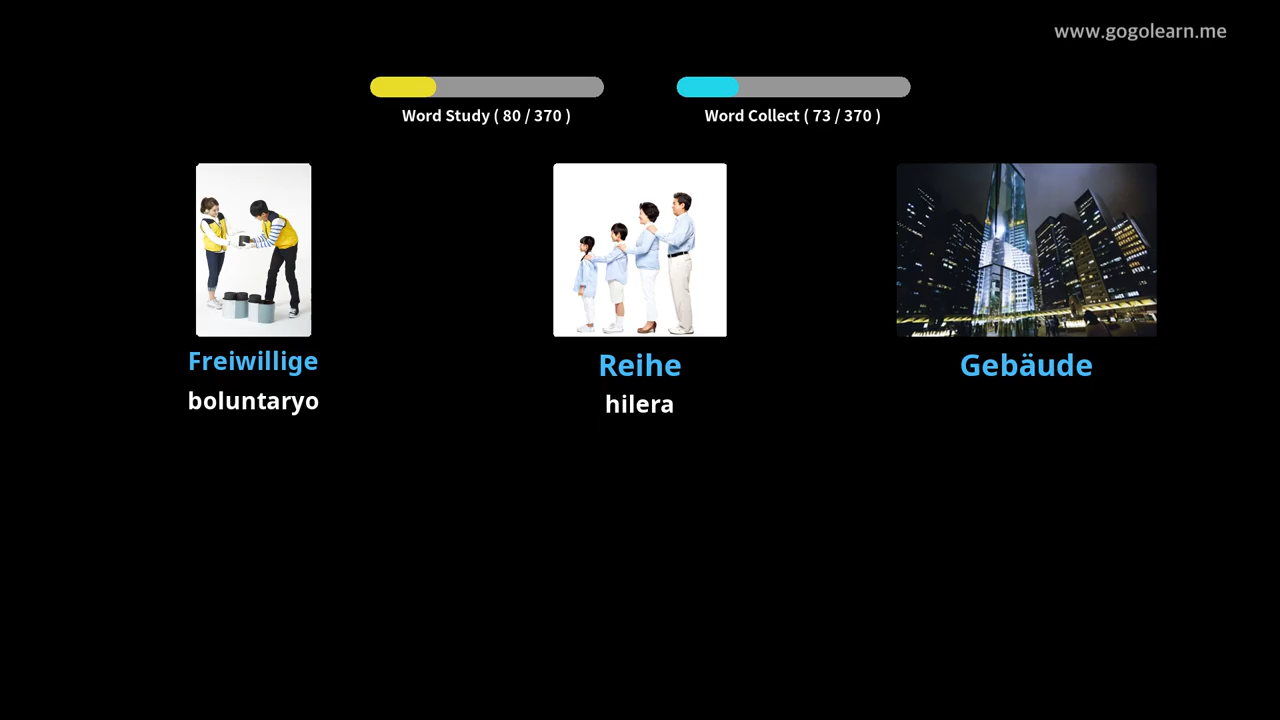 www.gogolearn.me
Word Study ( 80 / 370 )
Word Collect ( 73 / 370 )
Freiwillige
boluntaryo
Reihe
hilera
Gebäude